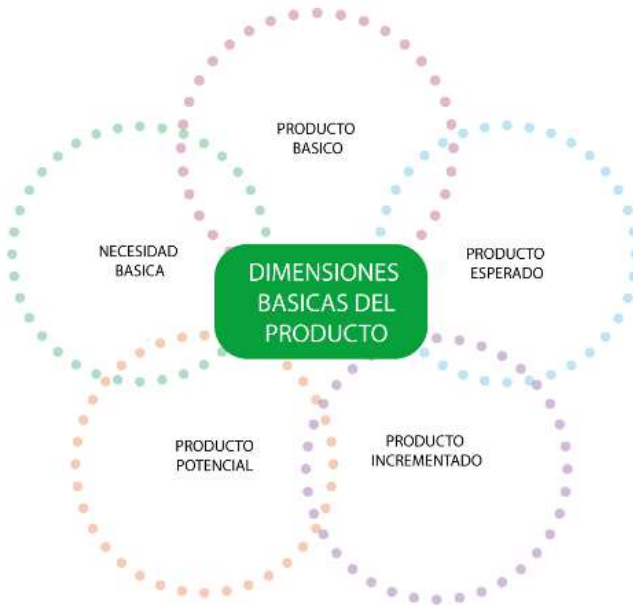 PRODUCTO
BASICO
NECESIDAD
BASICA
DIMENSIONES
BASICAS DEL
PRODUCTO
PRODUCTO
ESPERADO
PRODUCTO
POTENCIAL
PRODUCTO
INCREMENTADO